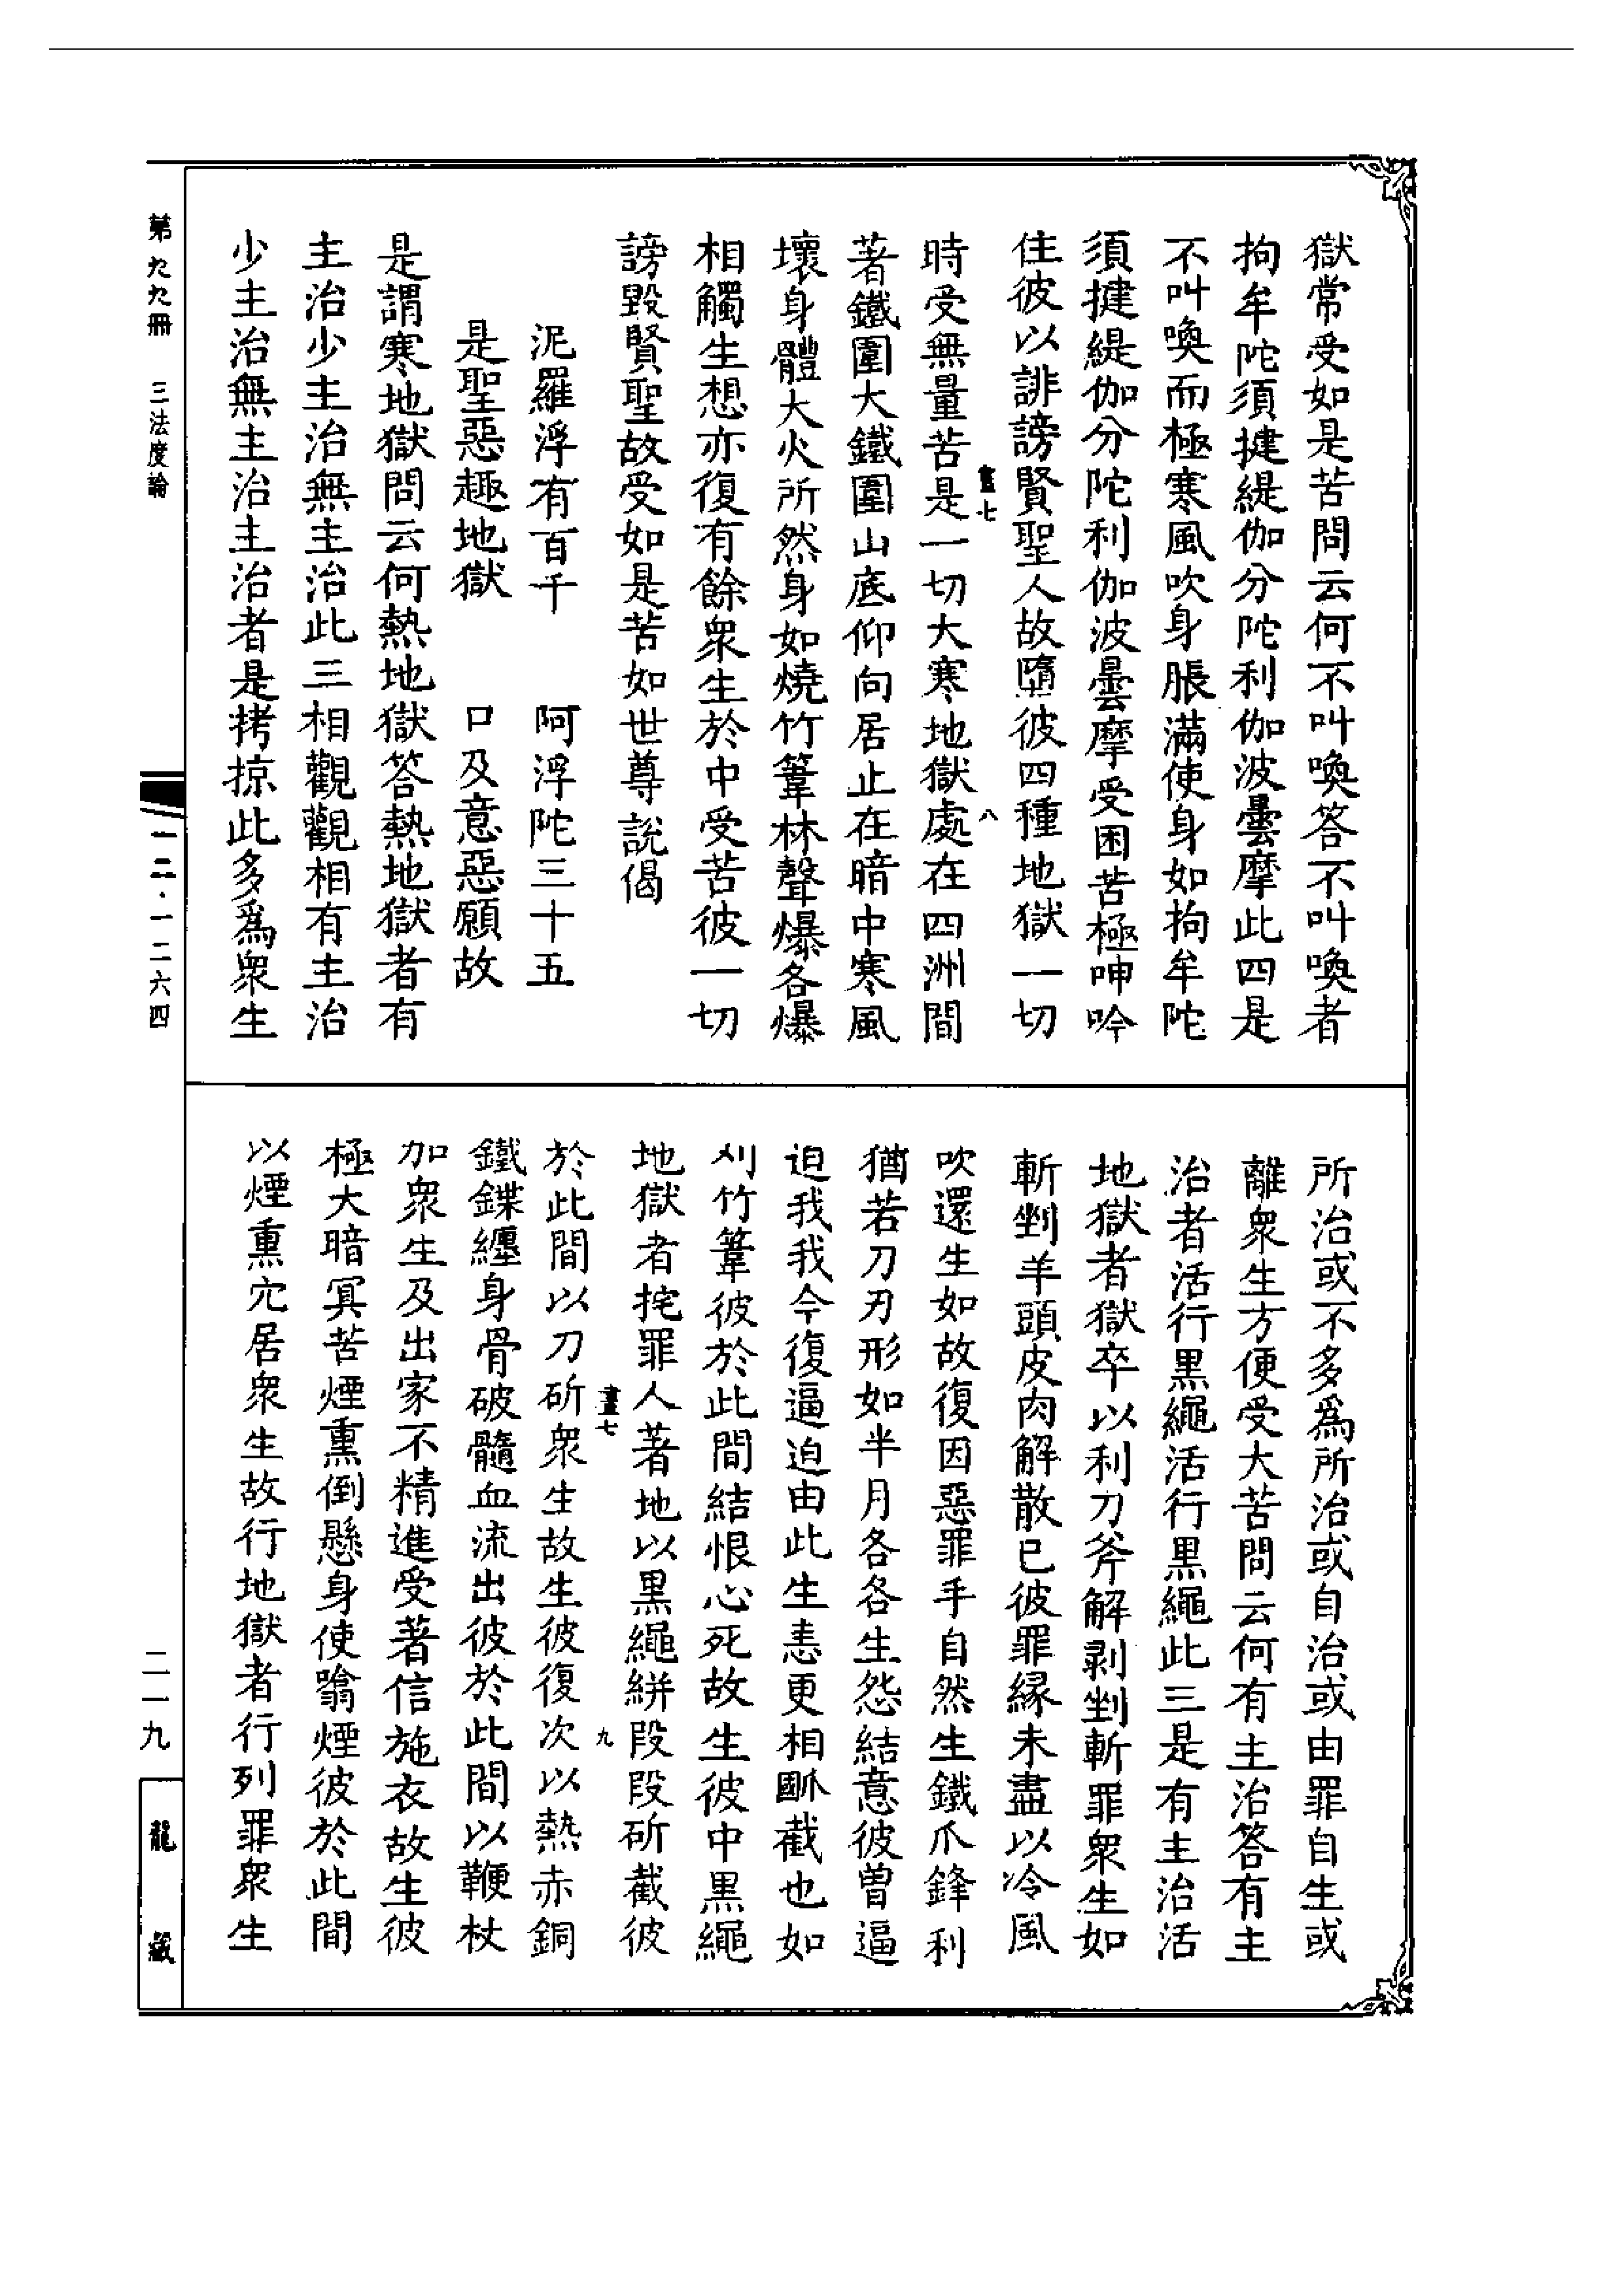 獄常受如是苦問云何不叫喚答不叫喚者
拘牟陀須揵緹伽分陀利伽波曇摩此四是
不叫喚而極寒風吹身脹滿使身如拘牟陀
須揵緹伽分陀利伽波曇摩受困苦極呻吟
住彼以誹謗賢聖人故墮彼四種地獄一切
畫七 八
時受無量苦是一切大寒地獄處在四洲間
著鐵圍大鐵圍山底仰向居止在暗中寒風
壞身體大火所然身如燒竹葦林聲爆各爆
相觸生想亦復有餘衆生於中受苦彼一切
謗毀賢聖故受如是苦如世尊說偈
泥羅浮有百千 阿浮陀三十五
是聖惡趣地獄 口及意惡願故
是謂寒地獄問云何熱地獄答熱地獄者有
主治少主治無主治此三相觀觀相有主治
少主治無主治主治者是拷掠此多爲衆生
所治或不多爲所治或自治或由罪自生或
離衆生方便受大苦問云何有主治答有主
治者活行黑繩活行黑繩此三是有主治活
地獄者獄卒以利刀斧解剥剉斬罪衆生如
斬剉羊頭皮肉解散已彼罪緣未盡以冷風
吹還生如故復因惡罪手自然生鐵爪鋒利
猶若刀刃形如半月各各生怨結意彼曾逼
迫我我今復逼迫由此生恚更相斸截也如
刈竹葦彼於此間結恨心死故生彼中黑繩
地獄者挓罪人著地以黑繩絣段段斫截彼
畫七 九
於此間以刀斫衆生故生彼復次以熱赤銅
鐵鍱纏身骨破髓血流出彼於此間以鞭杖
加衆生及出家不精進受著信施衣故生彼
極大暗冥苦煙熏倒懸身使噏煙彼於此間
以煙熏穴居衆生故行地獄者行列罪衆生
第九九冊 三法度論
一二·一二六四
二一九
龍藏